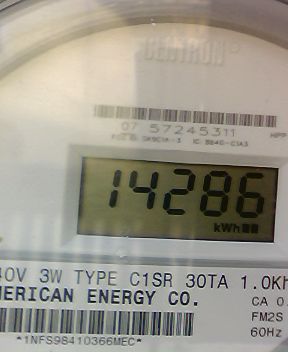 CENTRON®
07 57245311
14286
kWh
40V 3W TYPE C1SR 30TA 1.0Kh
MERICAN ENERGY CO.
CA 0.
FM2S
60Hz
*1NFS98410366MEC*